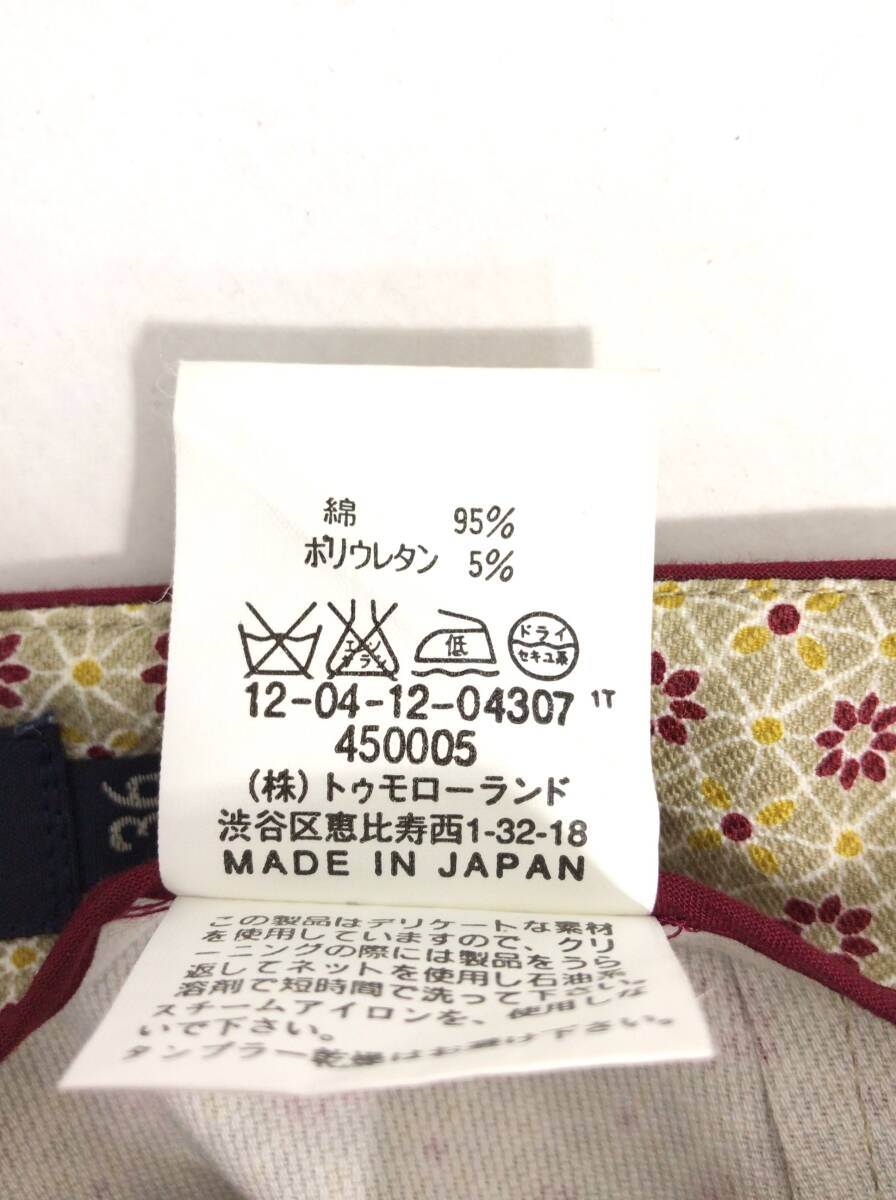 綿 95%
ポリウレタン 5%
エンソサラシ
低
ドライ
セキユ系
12-04-12-04307 1T
450005
(株)トゥモローランド
渋谷区恵比寿西1-32-18
MADE IN JAPAN
36
この製品はデリケートな素材
を使用していますので、クリ
ーニングの際には製品をうら
返してネットを使用し石油系
溶剤で短時間で洗って下さい。
スチームアイロンを、使用しな
いで下さい。
タンブラー乾燥はお避け下さい。